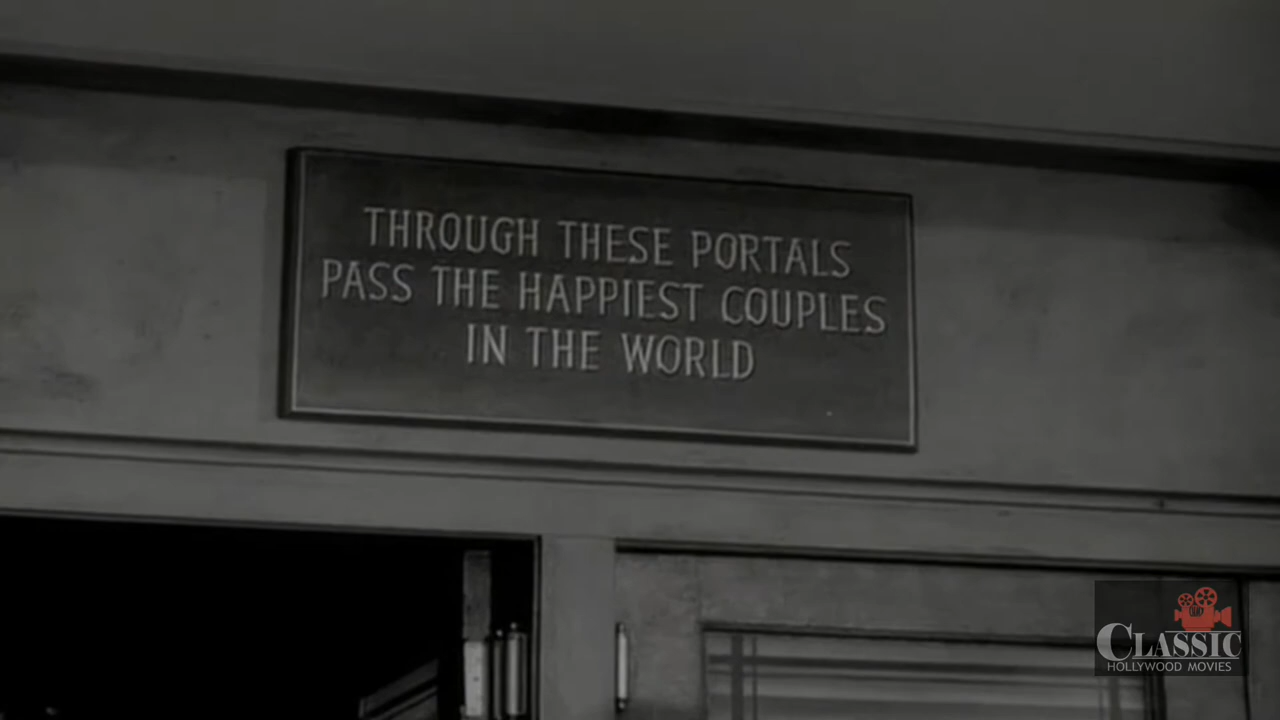 THROUGH THESE PORTALS
PASS THE HAPPIEST COUPLES
IN THE WORLD
CLASSIC
HOLLYWOOD MOVIES